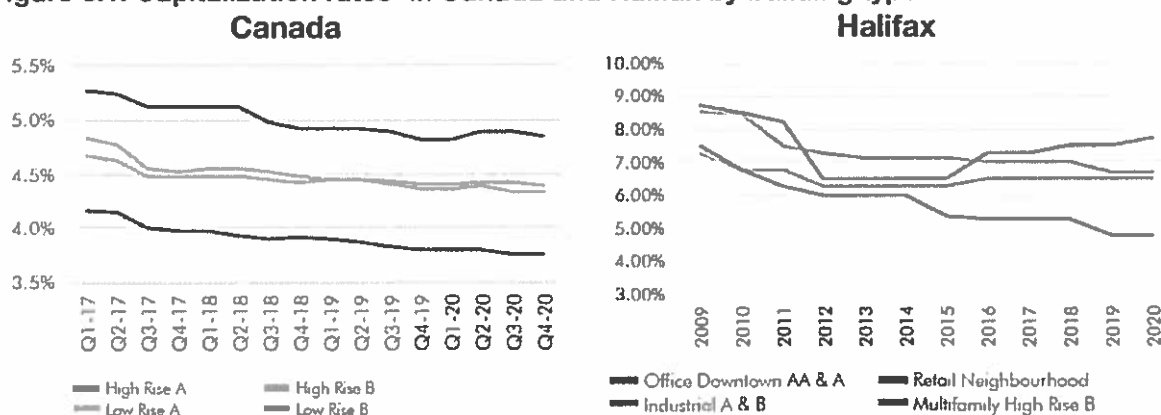 Canada
Halifax
5.5%
5.0%
4.5%
4.0%
3.5%
Q1-17
Q2-17
Q3-17
Q4-17
Q1-18
Q2-18
Q3-18
Q4-18
Q1-19
Q2-19
Q3-19
Q4-19
Q1-20
Q2-20
Q3-20
Q4-20
High Rise A
High Rise B
Low Rise A
Low Rise B
10.00%
9.00%
8.00%
7.00%
6.00%
5.00%
4.00%
3.00%
2009
2010
2011
2012
2013
2014
2015
2016
2017
2018
2019
2020
Office Downtown AA & A
Retail Neighbourhood
Industrial A & B
Multifamily High Rise B